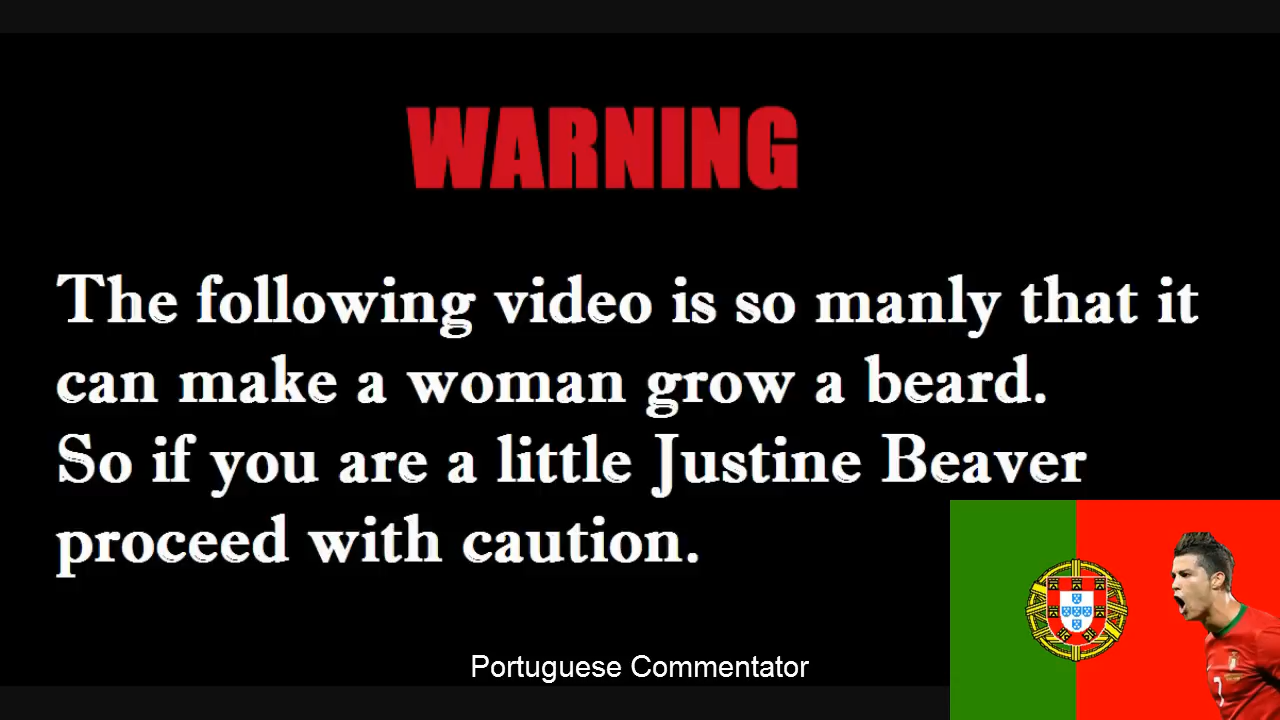 WARNING
The following video is so manly that it
can make a woman grow a beard.
So if you are a little Justine Beaver
proceed with caution.
Portuguese Commentator
7